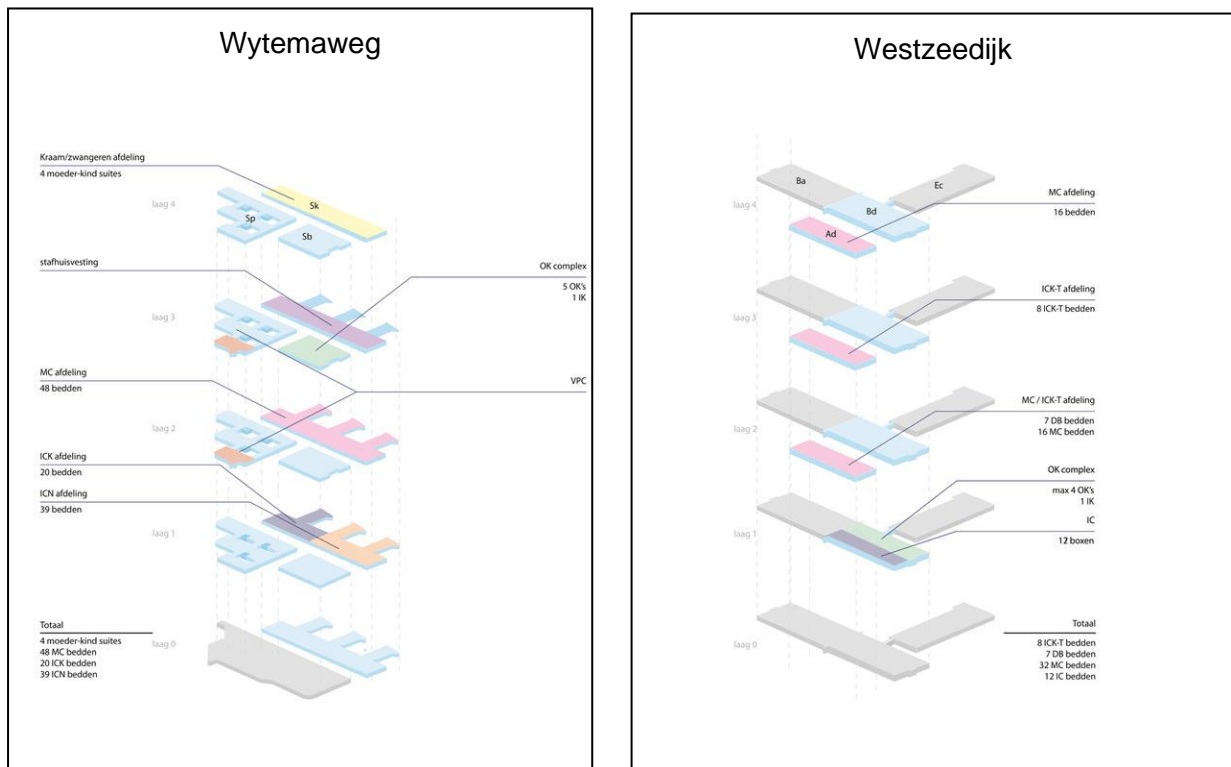 Wytemaweg
Kraam/zwangeren afdeling
4 moeder-kind suites
laag 4
Sp
Sk
Sb
stafhuisvesting
OK complex
5 OK's
1 IK
laag 3
MC afdeling
48 bedden
VPC
laag 2
ICK afdeling
20 bedden
ICN afdeling
39 bedden
laag 1
Totaal
4 moeder-kind suites
48 MC bedden
20 ICK bedden
39 ICN bedden
laag 0
Westzeedijk
Ba
Ec
MC afdeling
16 bedden
laag 4
Bd
Ad
ICK-T afdeling
8 ICK-T bedden
laag 3
MC / ICK-T afdeling
7 DB bedden
16 MC bedden
laag 2
OK complex
max 4 OK's
1 IK
IC
12 boxen
laag 1
Totaal
8 ICK-T bedden
7 DB bedden
32 MC bedden
12 IC bedden
laag 0